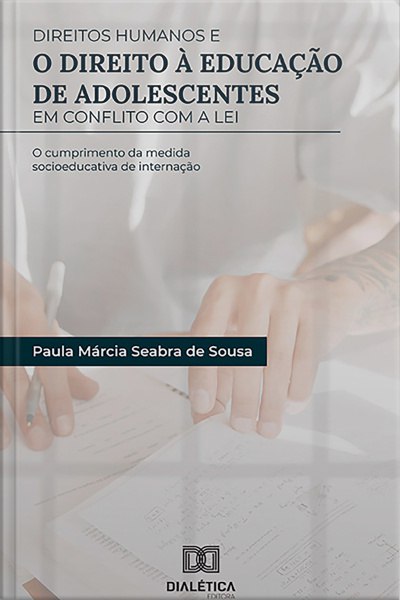 DIREITOS HUMANOS E
O DIREITO À EDUCAÇÃO
DE ADOLESCENTES
EM CONFLITO COM A LEI
O cumprimento da medida
socioeducativa de internação
Paula Márcia Seabra de Sousa
DIALÉTICA
EDITORA